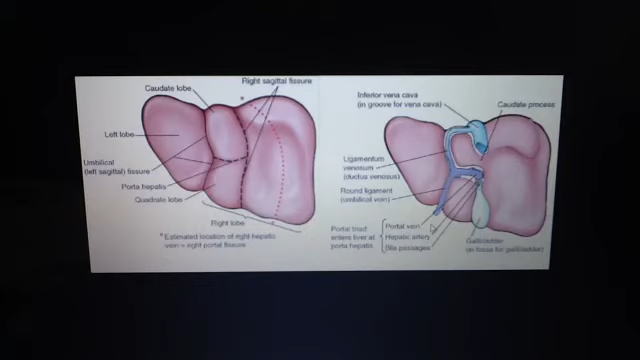 Right sagittal fissure
Caudate lobe
*
Left lobe
Umbilical
(left sagittal) fissure
Porta hepatis
Quadrate lobe
Right lobe
*Estimated location of right hepatic
vein = right portal fissure
Inferior vena cava
(in groove for vena cava)
Caudate process
Ligamentum
venosum
(ductus venosus)
Round ligament
(umbilical vein)
Portal triad
enters liver at
porta hepatis
Portal vein
Hepatic artery
Bile passages
Gallbladder
(in fossa for gallbladder)